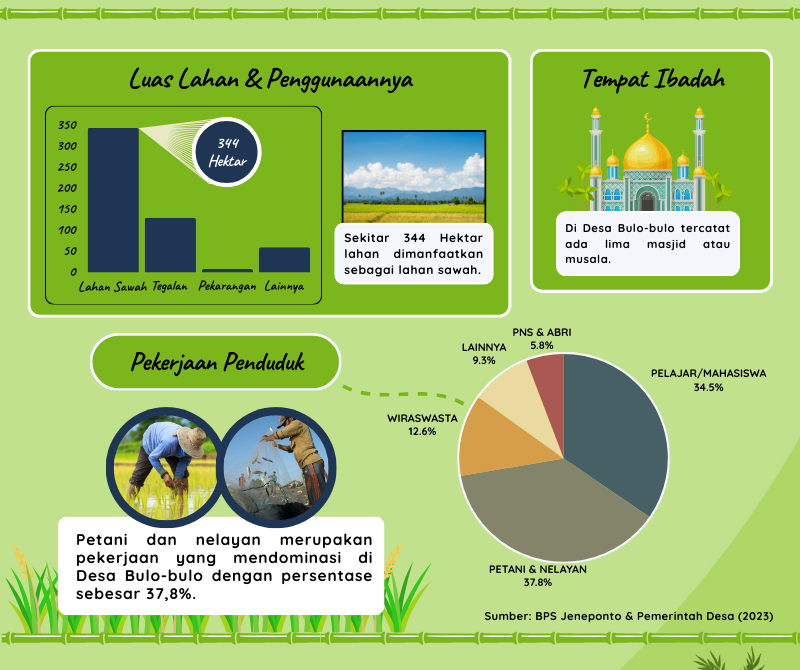 Luas Lahan & Penggunaannya
350
300
250
200
150
100
50
0
344
Hektar
Lahan Sawah
Tegalan
Pekarangan
Lainnya
Sekitar 344 Hektar
lahan dimanfaatkan
sebagai lahan sawah.
Tempat Ibadah
Di Desa Bulo-bulo tercatat
ada lima masjid atau
musala.
Pekerjaan Penduduk
Petani dan nelayan merupakan
pekerjaan yang mendominasi di
Desa Bulo-bulo dengan persentase
sebesar 37,8%.
PNS & ABRI
5.8%
LAINNYA
9.3%
PELAJAR/MAHASISWA
34.5%
WIRASWASTA
12.6%
PETANI & NELAYAN
37.8%
Sumber: BPS Jeneponto & Pemerintah Desa (2023)